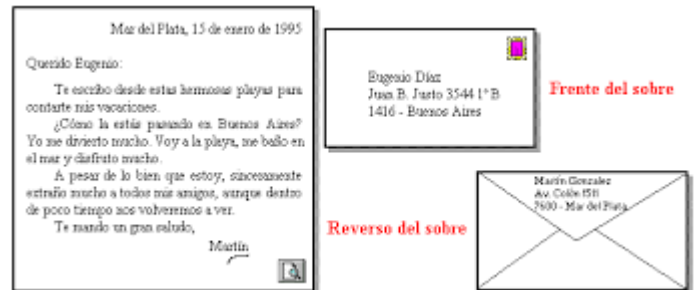 Mar del Plata, 15 de enero de 1995
Querido Eugenio:
Te escribo desde estas hermosas playas para
contarte mis vacaciones.
¿Cómo la estás pasando en Buenos Aires?
Yo me divierto mucho. Voy a la playa, me baño en
el mar y disfruto mucho.
A pesar de lo bien que estoy, sinceramente
extraño mucho a todos mis amigos, aunque dentro
de poco tiempo nos volveremos a ver.
Te mando un gran saludo,
Martín
Eugenio Díaz
Juan B. Justo 3544 1º B
1416 - Buenos Aires
Frente del sobre
Martín Gonzalez
Av. Colón
7600 - Mar del Plata
Reverso del sobre